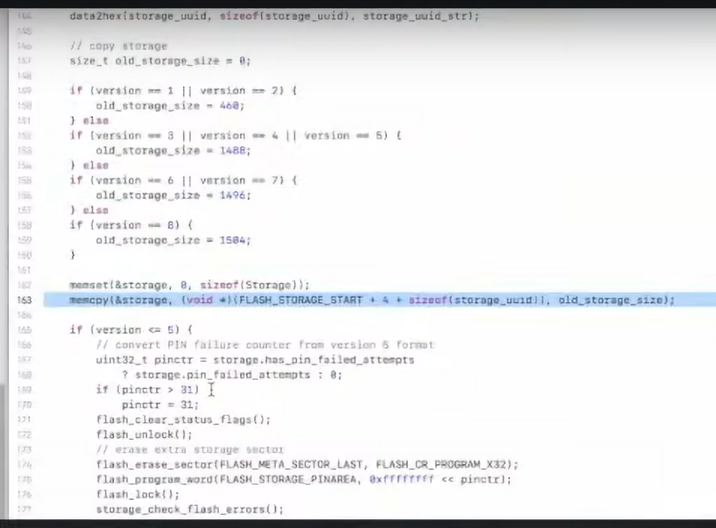 144 data2hex(storage_uuid, sizeof(storage_uuid), storage_uuid_str);
145
146 // copy storage
147 size_t old_storage_size = 0;
148
149 if (version == 1 || version == 2) {
150 old_storage_size = 460;
151 } else
152 if (version == 3 || version == 4 || version == 5) {
153 old_storage_size = 1488;
154 } else
155 if (version == 6 || version == 7) {
156 old_storage_size = 1496;
157 } else
158 if (version == 8) {
159 old_storage_size = 1504;
160 }
161
162 memset(&storage, 0, sizeof(Storage));
163 memcpy(&storage, (void *)(FLASH_STORAGE_START + 4 + sizeof(storage_uuid)), old_storage_size);
164
165 if (version <= 5) {
166 // convert PIN failure counter from version 5 format
167 uint32_t pinctr = storage.has_pin_failed_attempts
168 ? storage.pin_failed_attempts : 0;
169 if (pinctr > 31)
170 pinctr = 31;
171 flash_clear_status_flags();
172 flash_unlock();
173 // erase extra storage sector
174 flash_erase_sector(FLASH_META_SECTOR_LAST, FLASH_CR_PROGRAM_X32);
175 flash_program_word(FLASH_STORAGE_PINAREA, 0xffffffff << pinctr);
176 flash_lock();
177 storage_check_flash_errors();